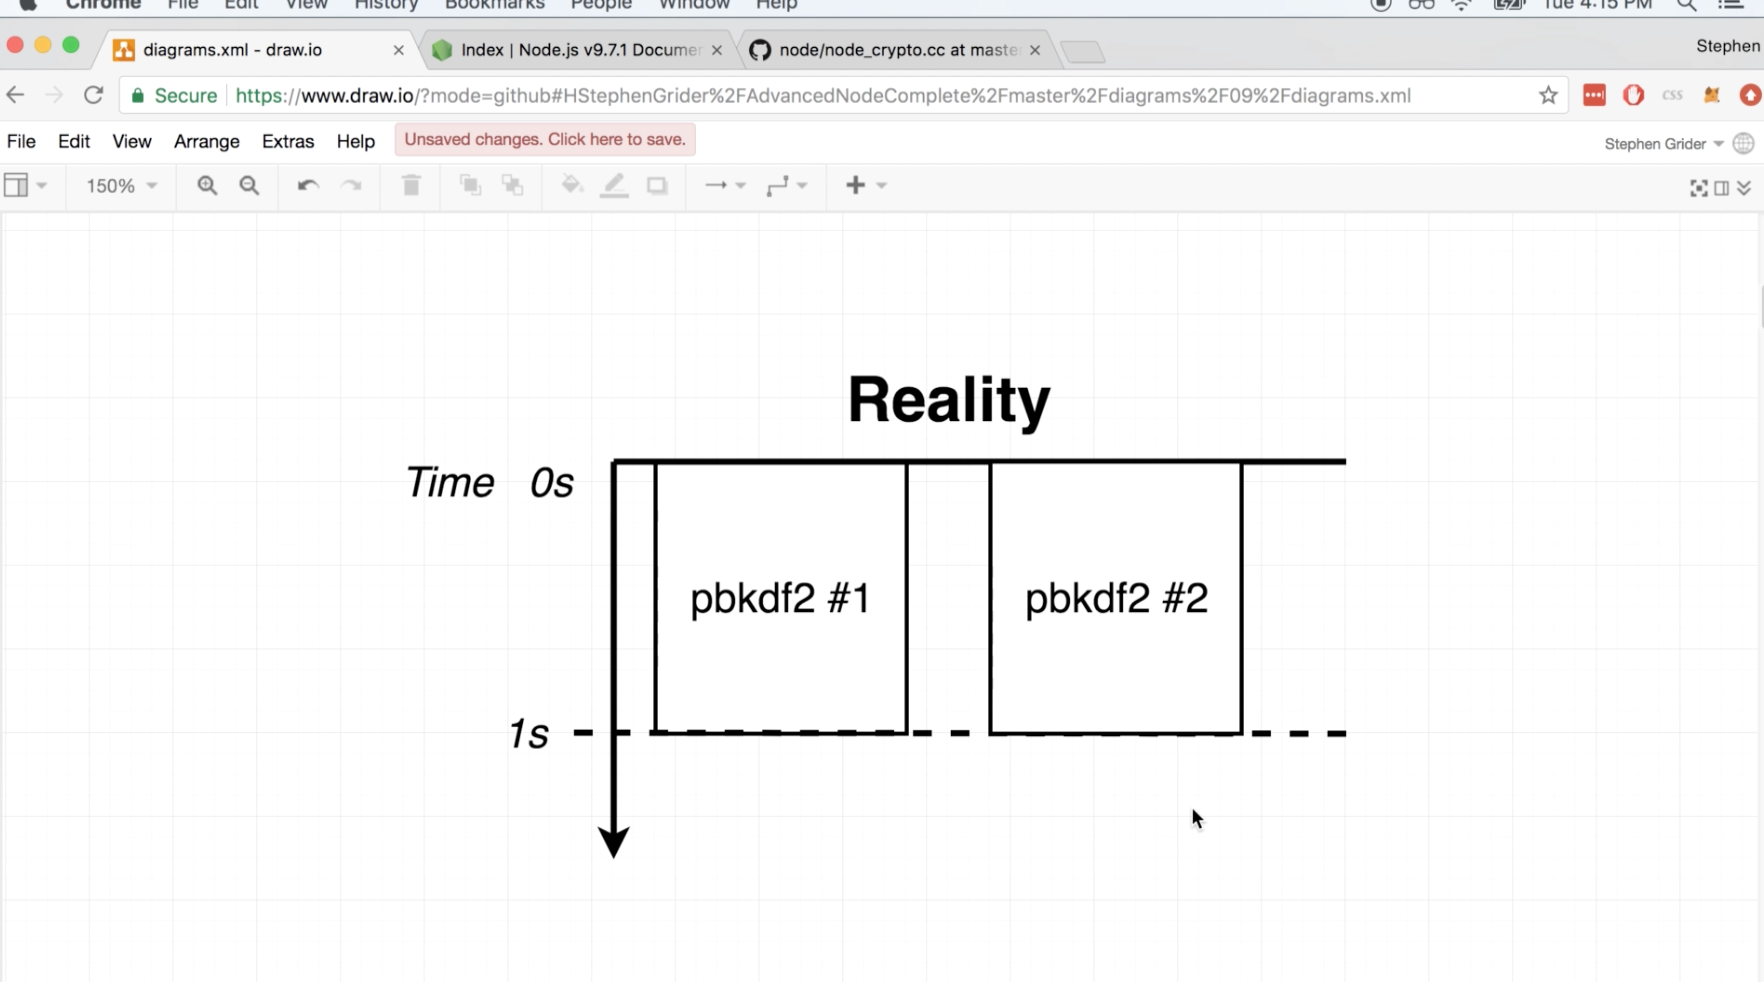 Chrome File Edit View History Bookmarks People Window Help Tue 4:15 PM
diagrams.xml - draw.io Index | Node.js v9.7.1 Documen node/node_crypto.cc at maste Stephen
Secure https://www.draw.io/?mode=github#HStephenGrider%2FAdvancedNodeComplete%2Fmaster%2Fdiagrams%2F09%2Fdiagrams.xml CSS
File Edit View Arrange Extras Help Unsaved changes. Click here to save. Stephen Grider
150%
Reality
Time 0s
pbkdf2 #1 pbkdf2 #2
1s